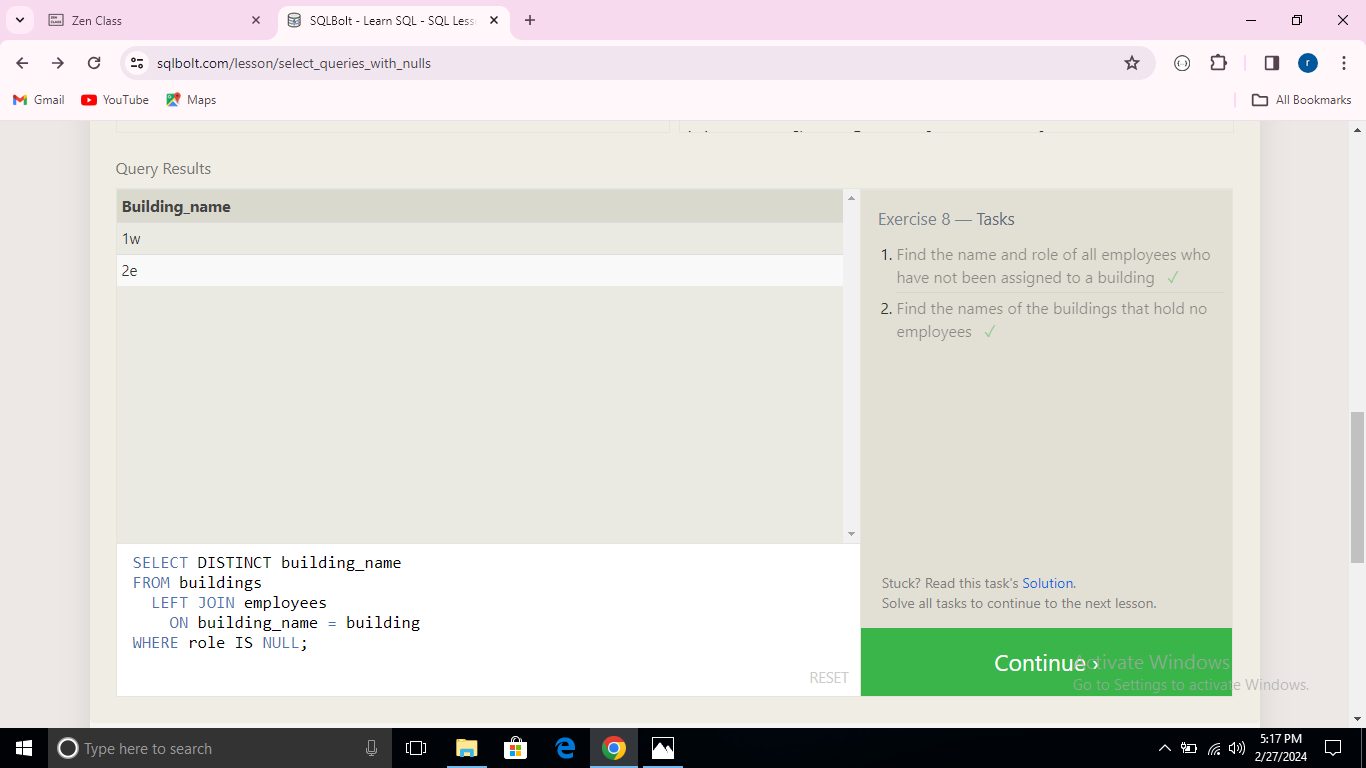 Zen Class
SQLBolt - Learn SQL - SQL Less
sqlbolt.com/lesson/select_queries_with_nulls
r
Gmail YouTube Maps All Bookmarks
Query Results
Building_name
1w
2e
Exercise 8 — Tasks
1. Find the name and role of all employees who
have not been assigned to a building ✓
2. Find the names of the buildings that hold no
employees ✓
SELECT DISTINCT building_name
FROM buildings
LEFT JOIN employees
ON building_name = building
WHERE role IS NULL;
RESET
Stuck? Read this task's Solution.
Solve all tasks to continue to the next lesson.
Continue ›
Activate Windows
Go to Settings to activate Windows.
Type here to search
5:17 PM
2/27/2024